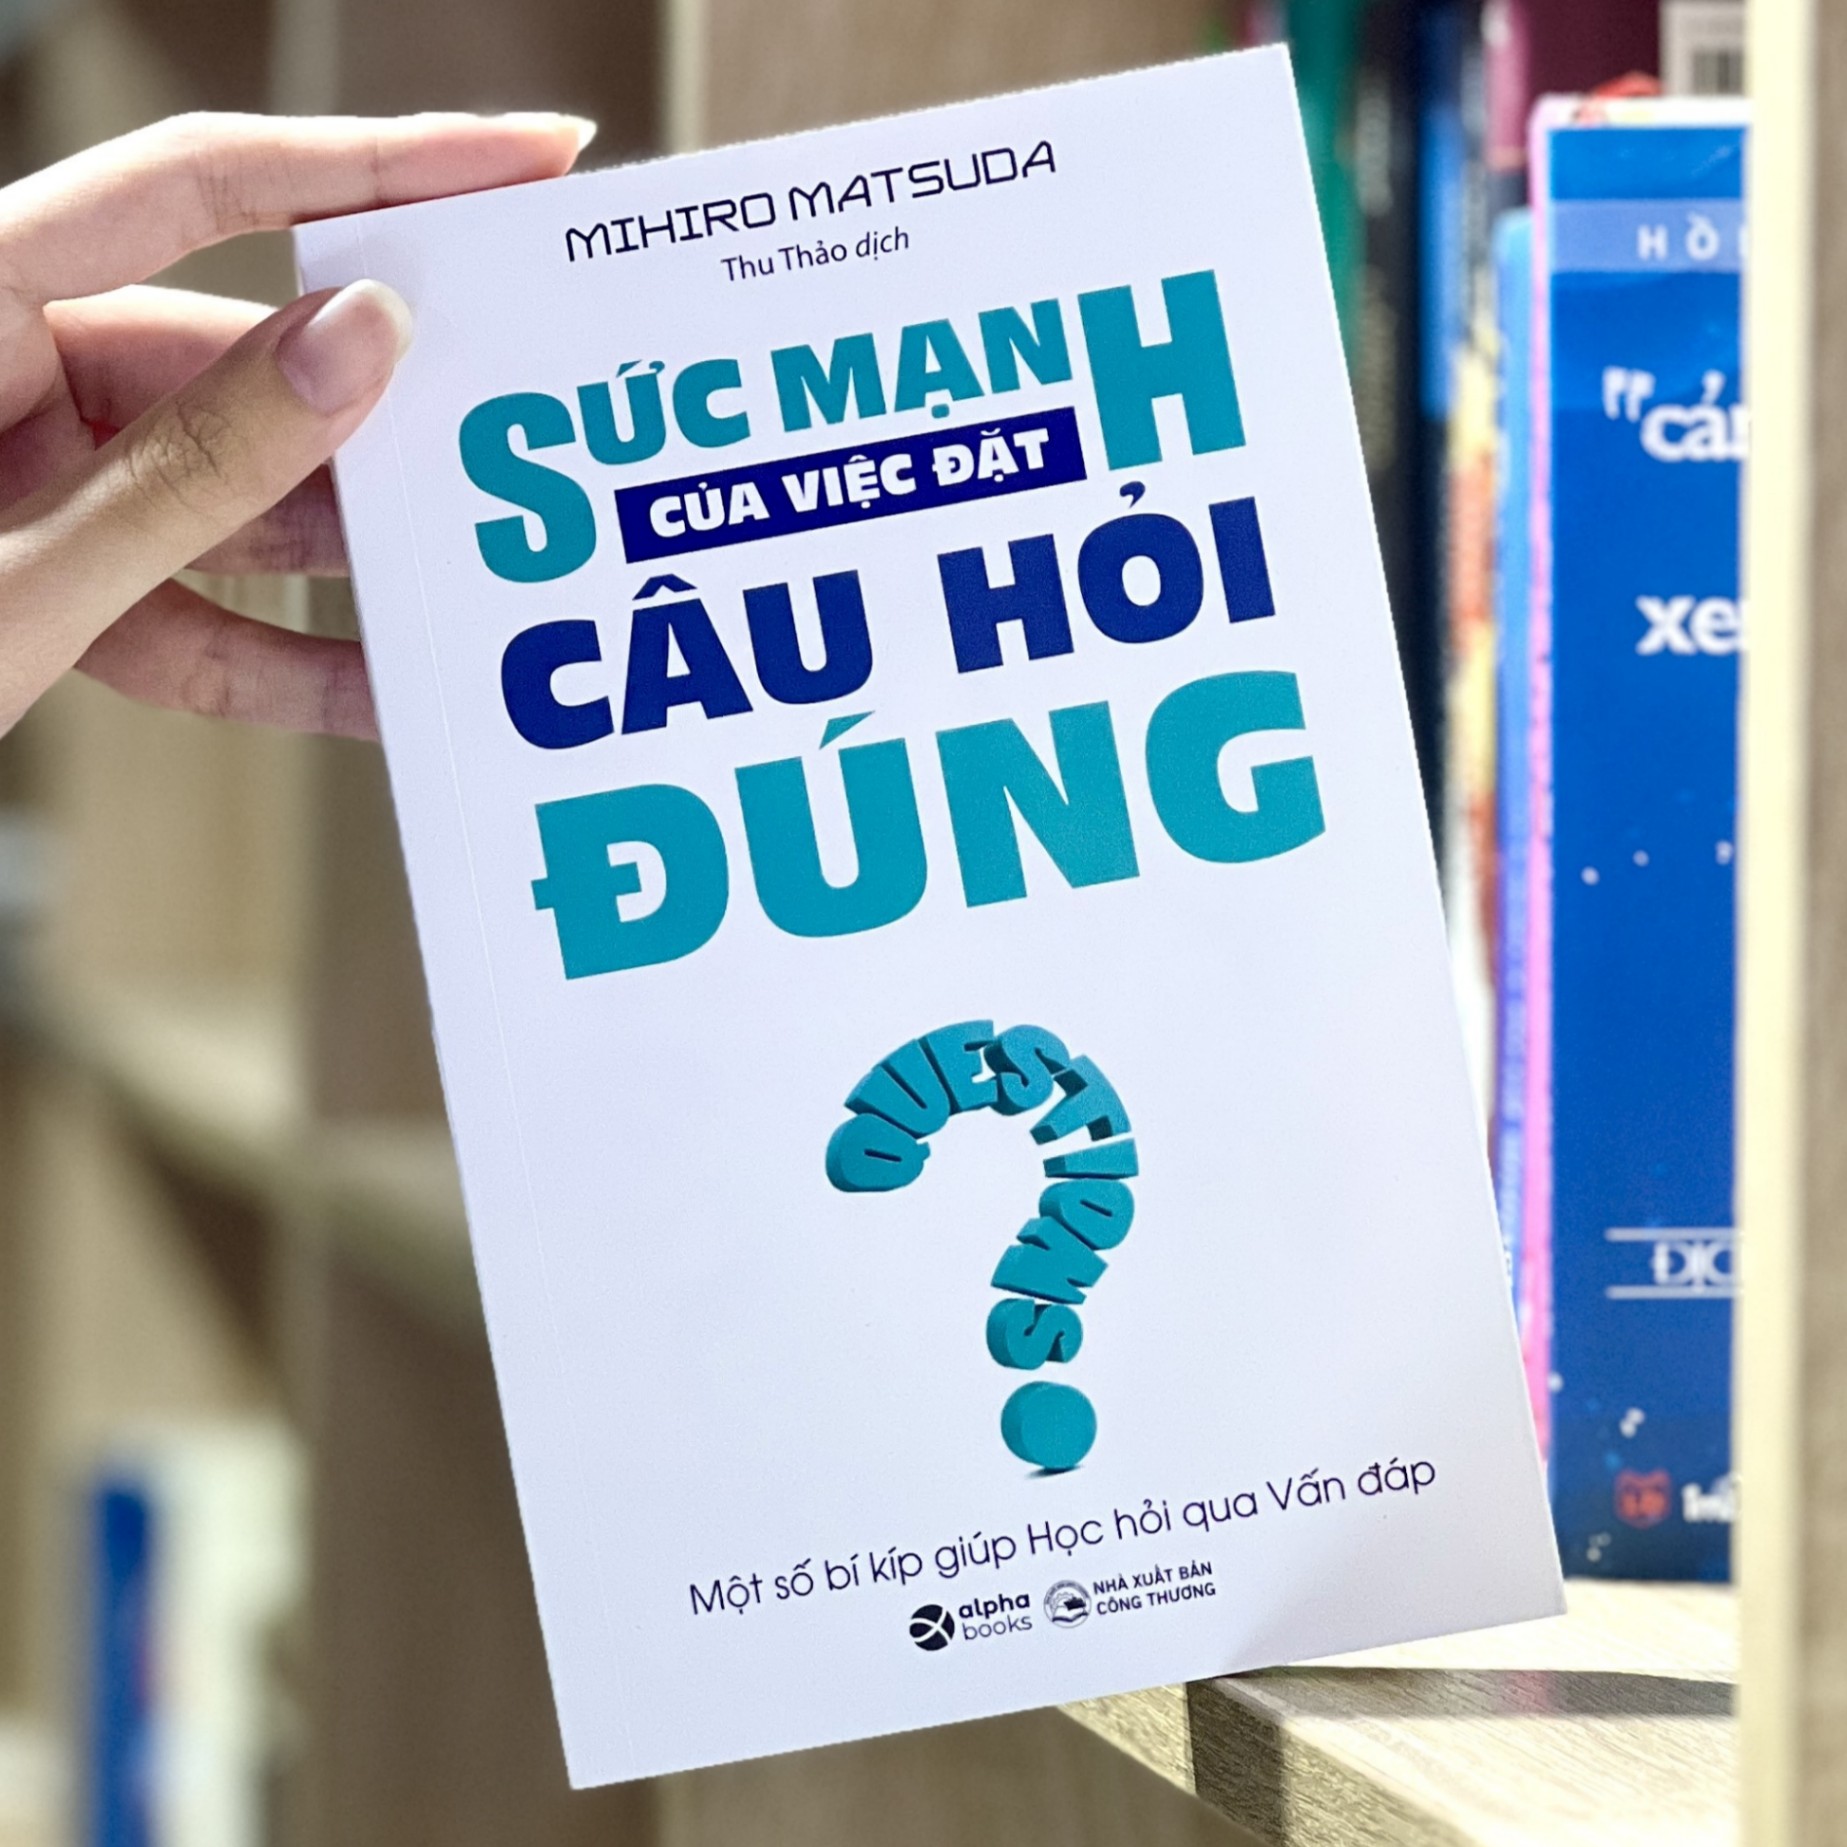 MIHIRO MATSUDA
Thu Thảo dịch
SỨC MẠNH
CỦA VIỆC ĐẶT
CÂU HỎI
ĐÚNG
QUESTIONS
Một số bí kíp giúp Học hỏi qua Vấn đáp
alpha
books
NHÀ XUẤT BẢN
CÔNG THƯƠNG